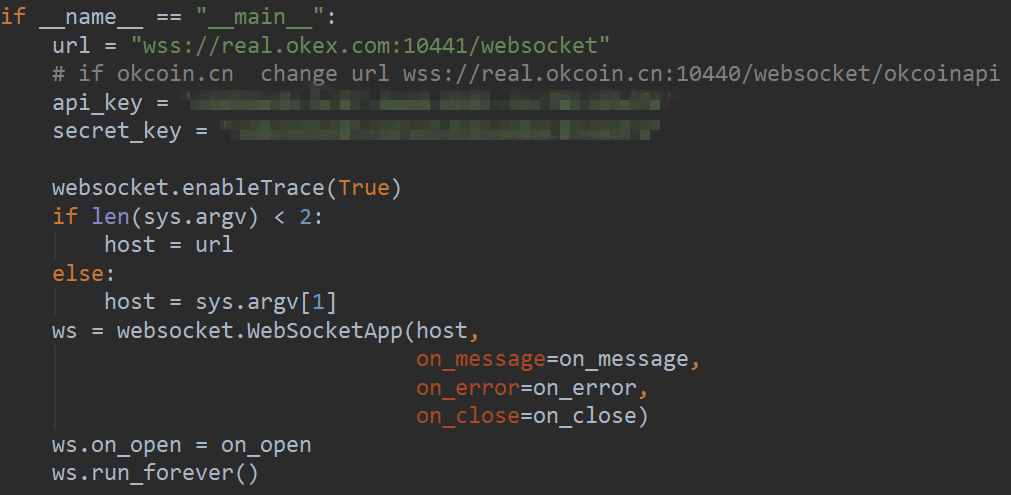 if __name__ == "__main__":
    url = "wss://real.okex.com:10441/websocket"
    # if okcoin.cn  change url wss://real.okcoin.cn:10440/websocket/okcoinapi
    api_key =
    secret_key =
    websocket.enableTrace(True)
    if len(sys.argv) < 2:
        host = url
    else:
        host = sys.argv[1]
    ws = websocket.WebSocketApp(host,
                                on_message=on_message,
                                on_error=on_error,
                                on_close=on_close)
    ws.on_open = on_open
    ws.run_forever()